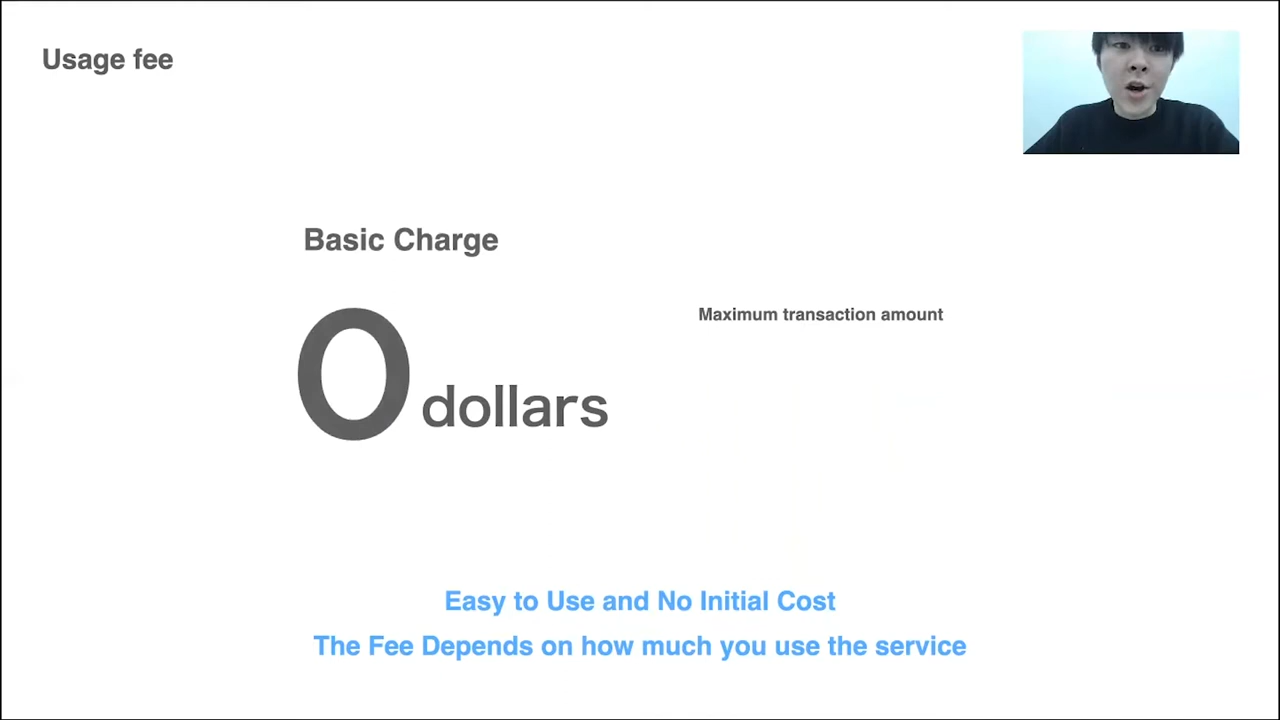 Usage fee
Basic Charge
Maximum transaction amount
0 dollars
Easy to Use and No Initial Cost
The Fee Depends on how much you use the service